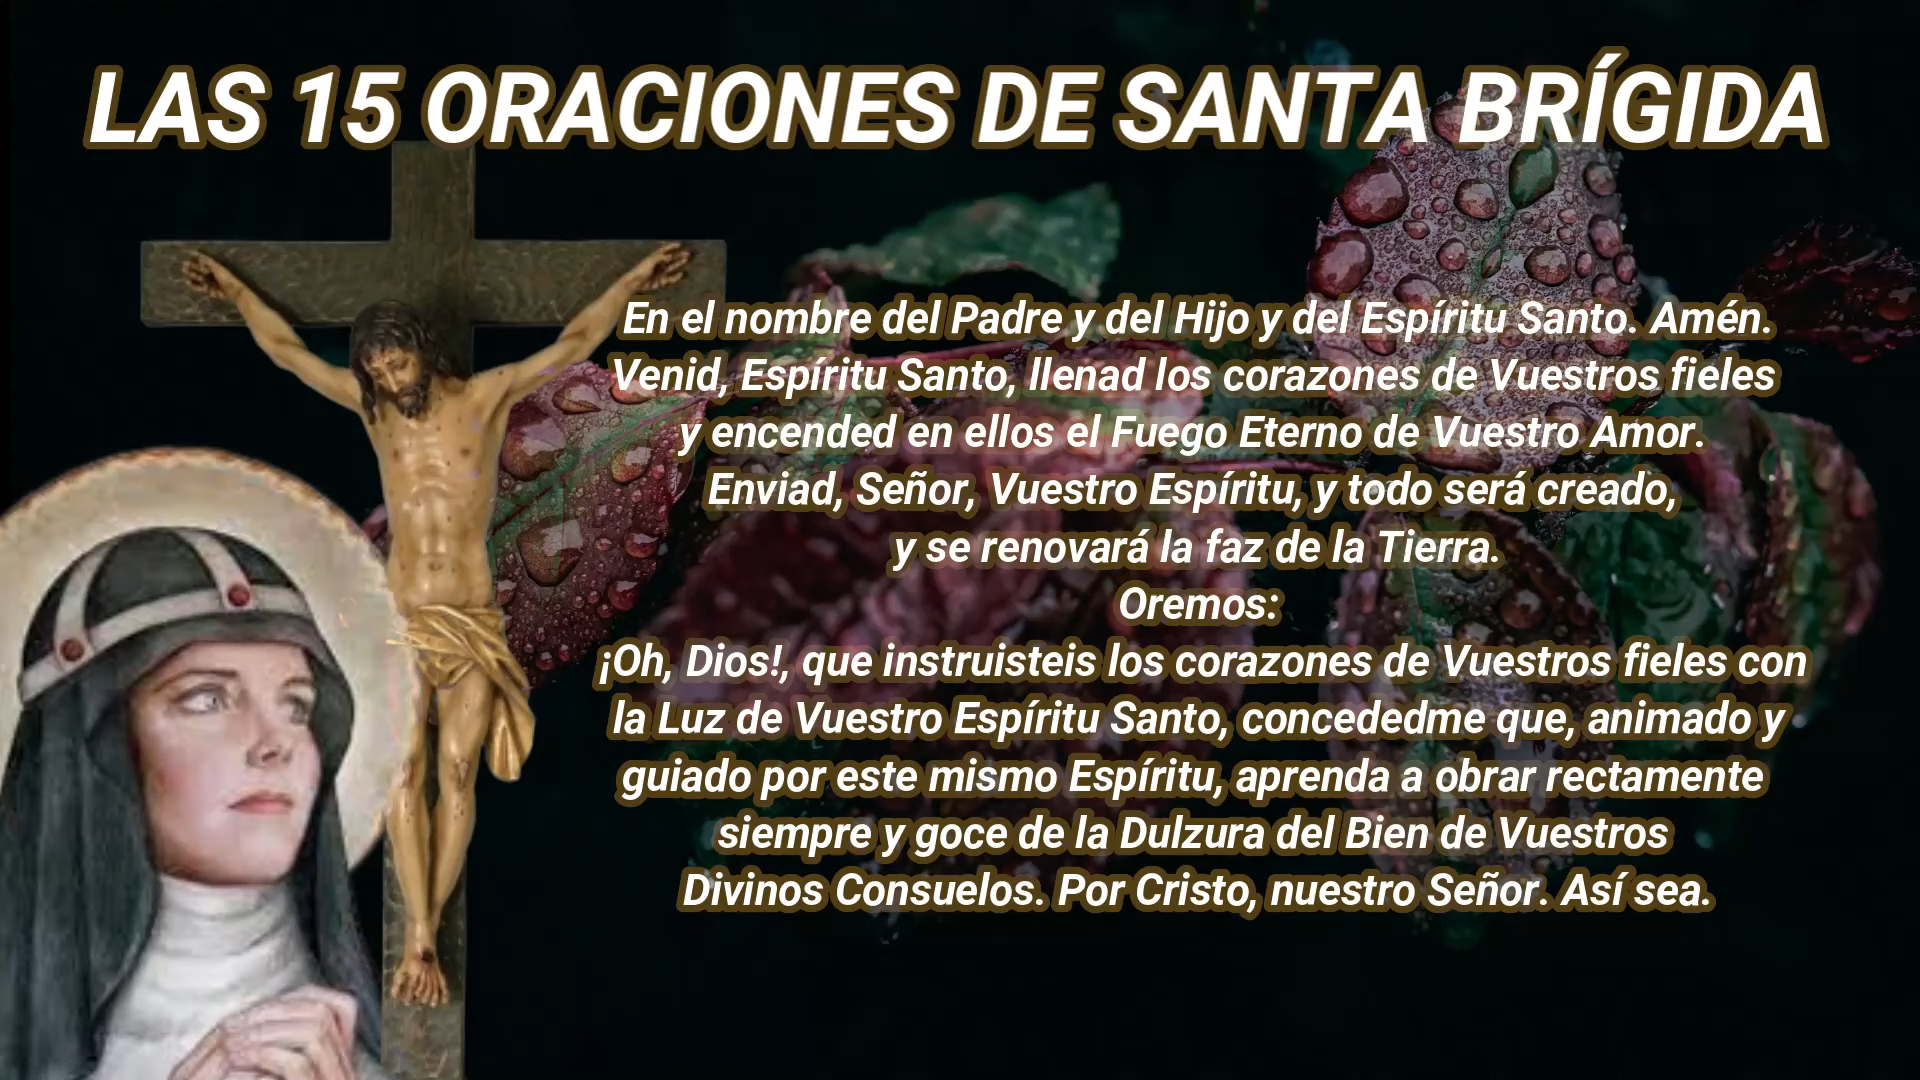 LAS 15 ORACIONES DE SANTA BRÍGIDA
En el nombre del Padre y del Hijo y del Espíritu Santo. Amén.
Venid, Espíritu Santo, llenad los corazones de Vuestros fieles
y encended en ellos el Fuego Eterno de Vuestro Amor.
Enviad, Señor, Vuestro Espíritu, y todo será creado,
y se renovará la faz de la Tierra.
Oremos:
¡Oh, Dios!, que instruisteis los corazones de Vuestros fieles con
la Luz de Vuestro Espíritu Santo, concededme que, animado y
guiado por este mismo Espíritu, aprenda a obrar rectamente
siempre y goce de la Dulzura del Bien de Vuestros
Divinos Consuelos. Por Cristo, nuestro Señor. Así sea.